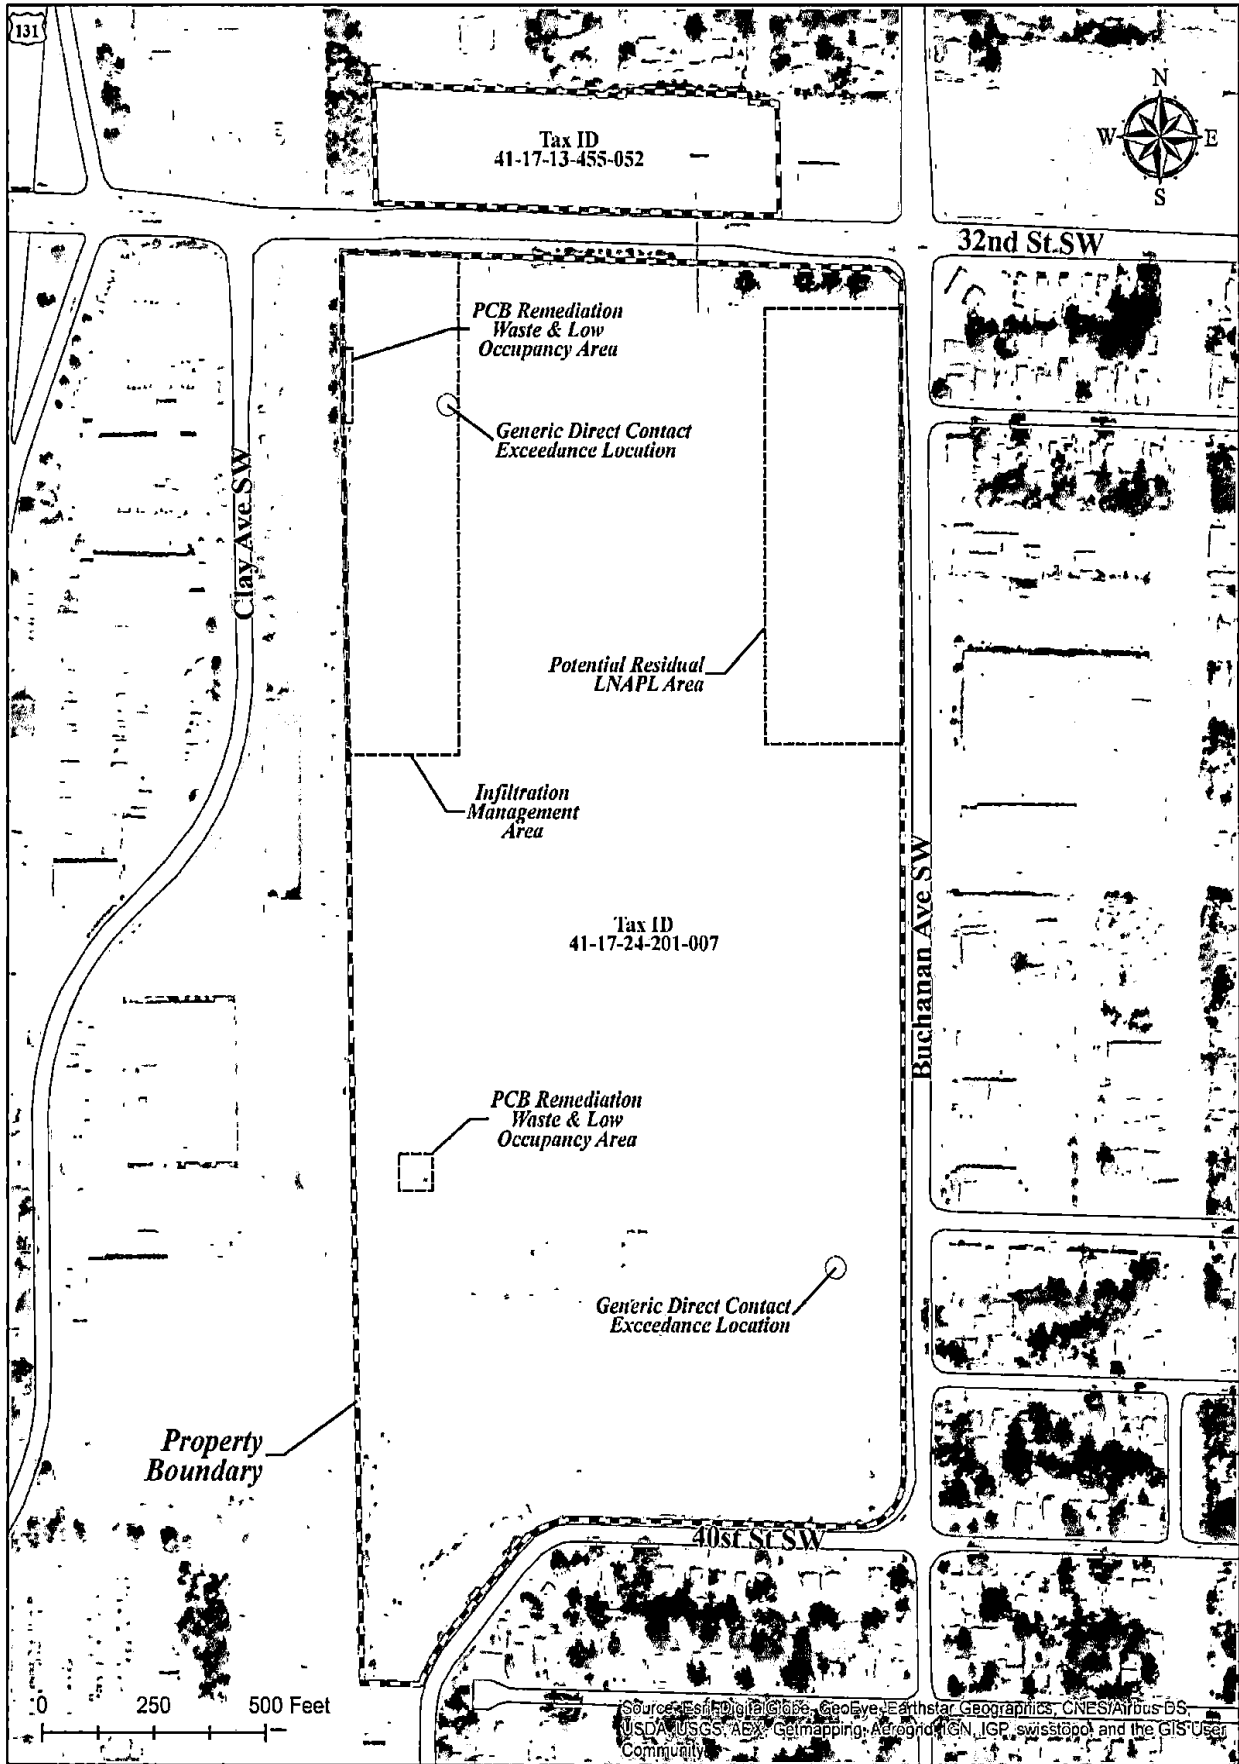 131
N
W E
S
Tax ID
41-17-13-455-052
32nd St.SW
PCB Remediation
Waste & Low
Occupancy Area
Generic Direct Contact
Exceedance Location
Clay Ave SW
Potential Residual
LNAPL Area
Infiltration
Management
Area
Buchanan Ave SW
Tax ID
41-17-24-201-007
PCB Remediation
Waste & Low
Occupancy Area
Generic Direct Contact
Exceedance Location
Property
Boundary
40st St SW
0 250 500 Feet
Source: Esri, DigitalGlobe, GeoEye, Earthstar Geographics, CNES/Airbus DS,
USDA, USGS, AEX, Getmapping, Aerogrid, IGN, IGP, swisstopo, and the GIS User
Community